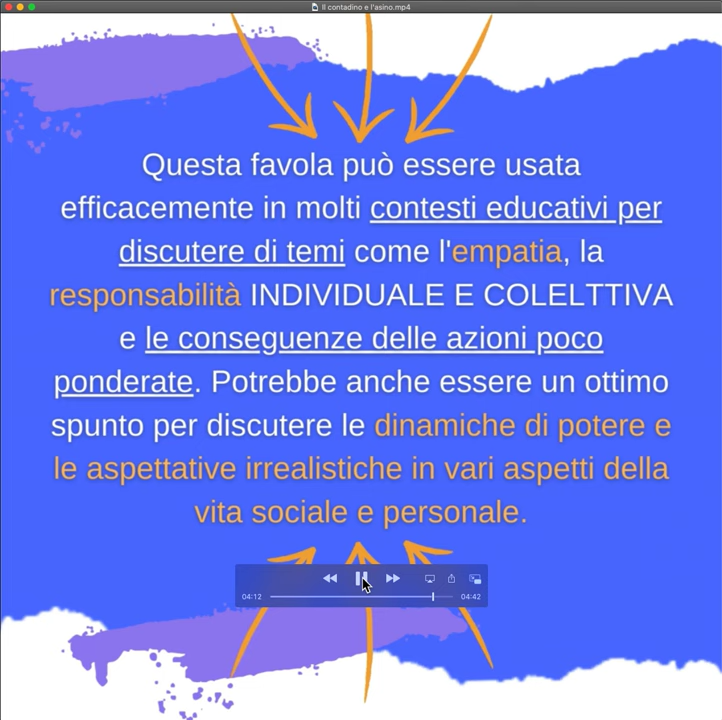 Il contadino e l'asino.mp4
Questa favola può essere usata
efficacemente in molti contesti educativi per
discutere di temi come l'empatia, la
responsabilità INDIVIDUALE E COLELTTIVA
e le conseguenze delle azioni poco
ponderate. Potrebbe anche essere un ottimo
spunto per discutere le dinamiche di potere e
le aspettative irrealistiche in vari aspetti della
vita sociale e personale.
04:12 04:42